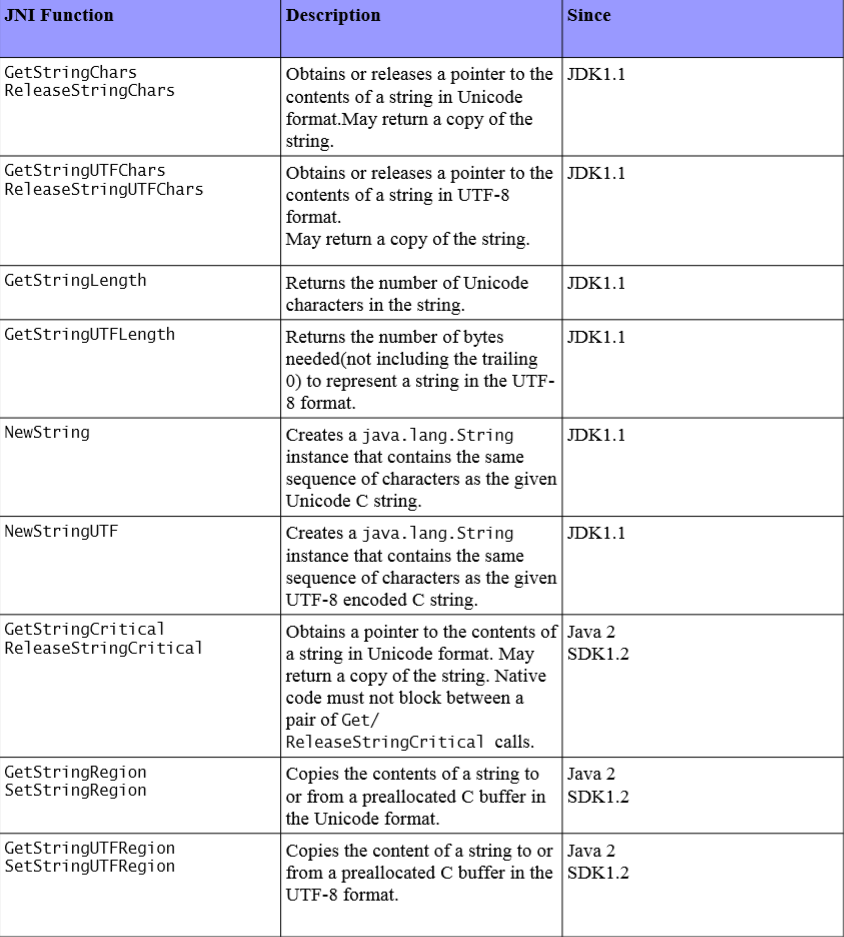 JNI Function Description Since
GetStringChars
ReleaseStringChars
Obtains or releases a pointer to the
contents of a string in Unicode
format.May return a copy of the
string.
JDK1.1
GetStringUTFChars
ReleaseStringUTFChars
Obtains or releases a pointer to the
contents of a string in UTF-8
format.
May return a copy of the string.
JDK1.1
GetStringLength
Returns the number of Unicode
characters in the string.
JDK1.1
GetStringUTFLength
Returns the number of bytes
needed(not including the trailing
0) to represent a string in the UTF-
8 format.
JDK1.1
NewString
Creates a java.lang.String
instance that contains the same
sequence of characters as the given
Unicode C string.
JDK1.1
NewStringUTF
Creates a java.lang.String
instance that contains the same
sequence of characters as the given
UTF-8 encoded C string.
JDK1.1
GetStringCritical
ReleaseStringCritical
Obtains a pointer to the contents of
a string in Unicode format. May
return a copy of the string. Native
code must not block between a
pair of Get/
ReleaseStringCritical calls.
Java 2
SDK1.2
GetStringRegion
SetStringRegion
Copies the contents of a string to
or from a preallocated C buffer in
the Unicode format.
Java 2
SDK1.2
GetStringUTFRegion
SetStringUTFRegion
Copies the content of a string to or
from a preallocated C buffer in the
UTF-8 format.
Java 2
SDK1.2